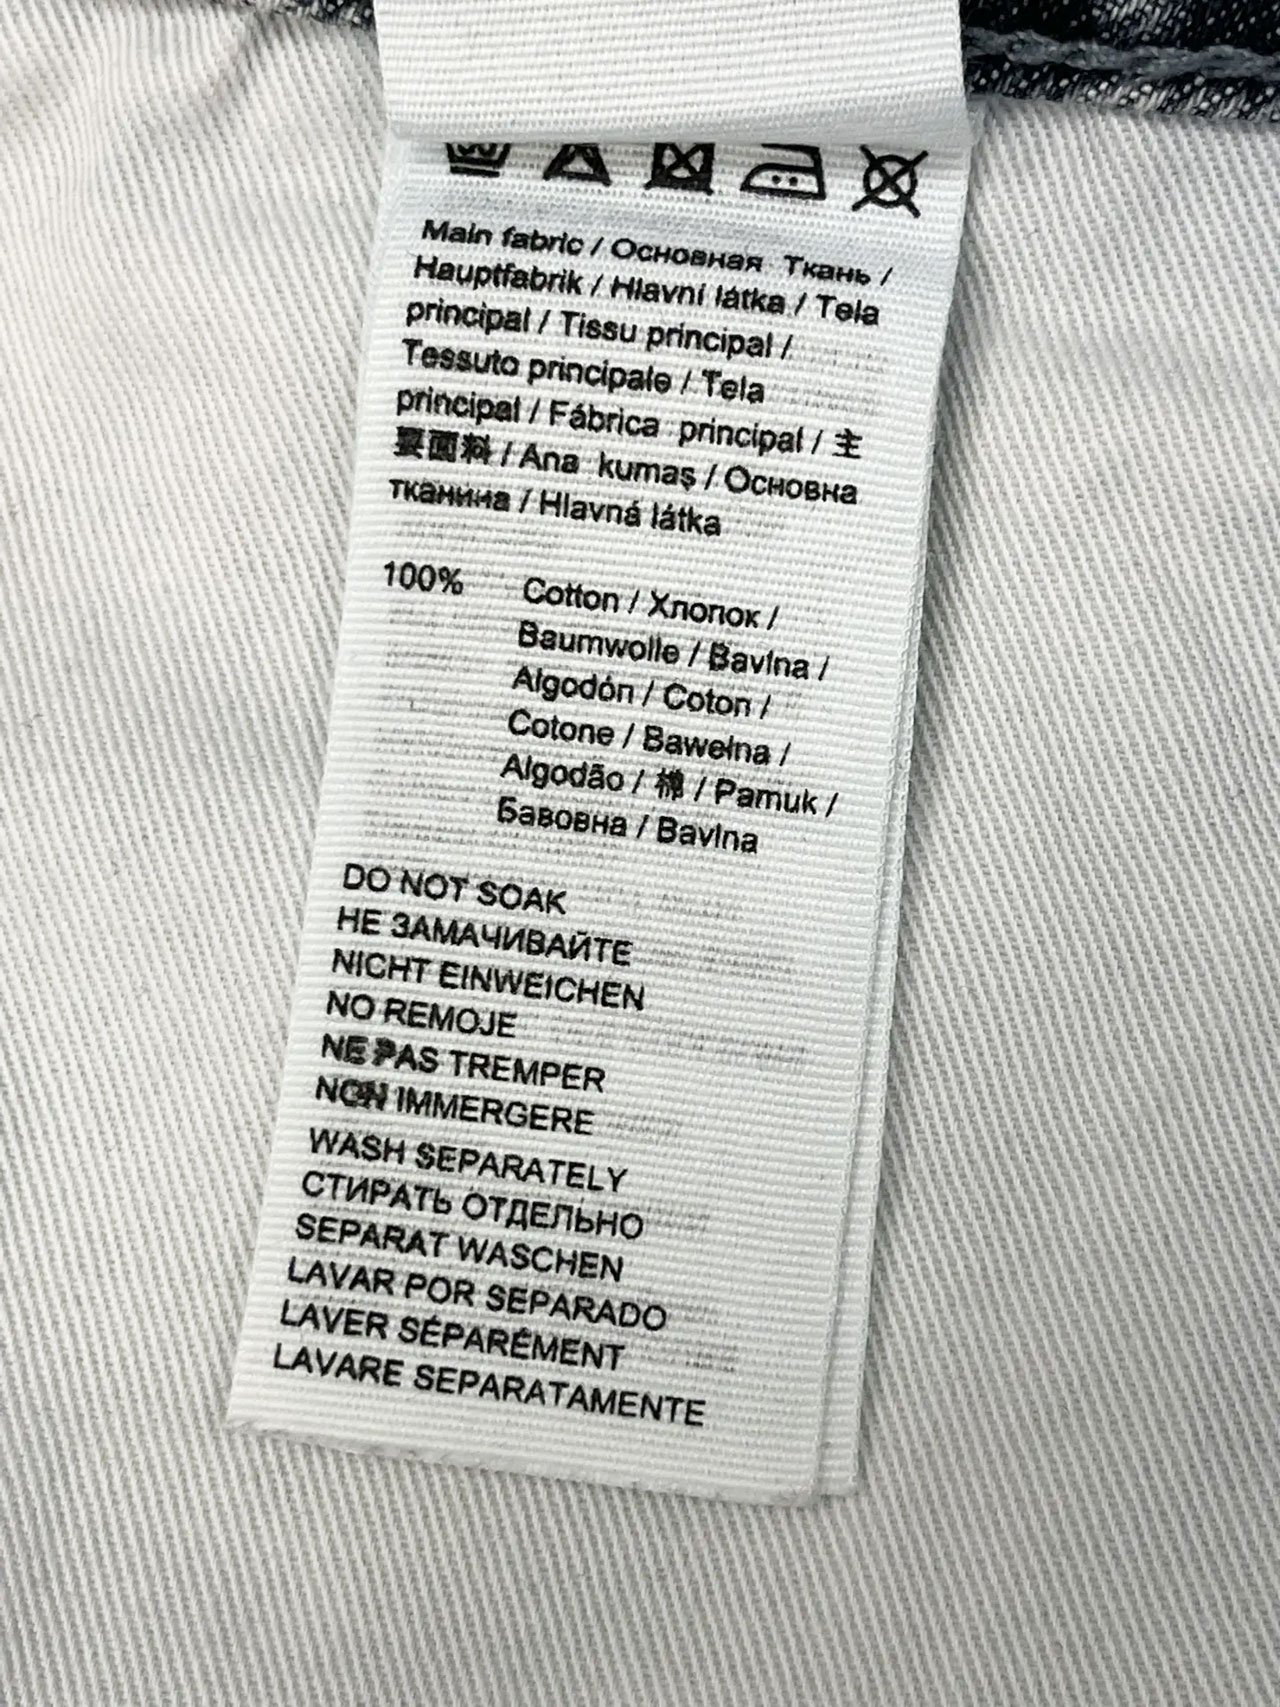 Main fabric / Основная Ткань /
Hauptfabrik / Hlavní látka / Tela
principal / Tissu principal /
Tessuto principale / Tela
principal / Fábrica principal / 主
要面料 / Ana kumaş / Основна
тканина / Hlavná látka
100% Cotton / Хлопок /
Baumwolle / Bavlna /
Algodón / Coton /
Cotone / Bawełna /
Algodão / 棉 / Pamuk /
Бавовна / Bavlna
DO NOT SOAK
НЕ ЗАМАЧИВАЙТЕ
NICHT EINWEICHEN
NO REMOJE
NE PAS TREMPER
NON IMMERGERE
WASH SEPARATELY
СТИРАТЬ ОТДЕЛЬНО
SEPARAT WASCHEN
LAVAR POR SEPARADO
LAVER SÉPARÉMENT
LAVARE SEPARATAMENTE